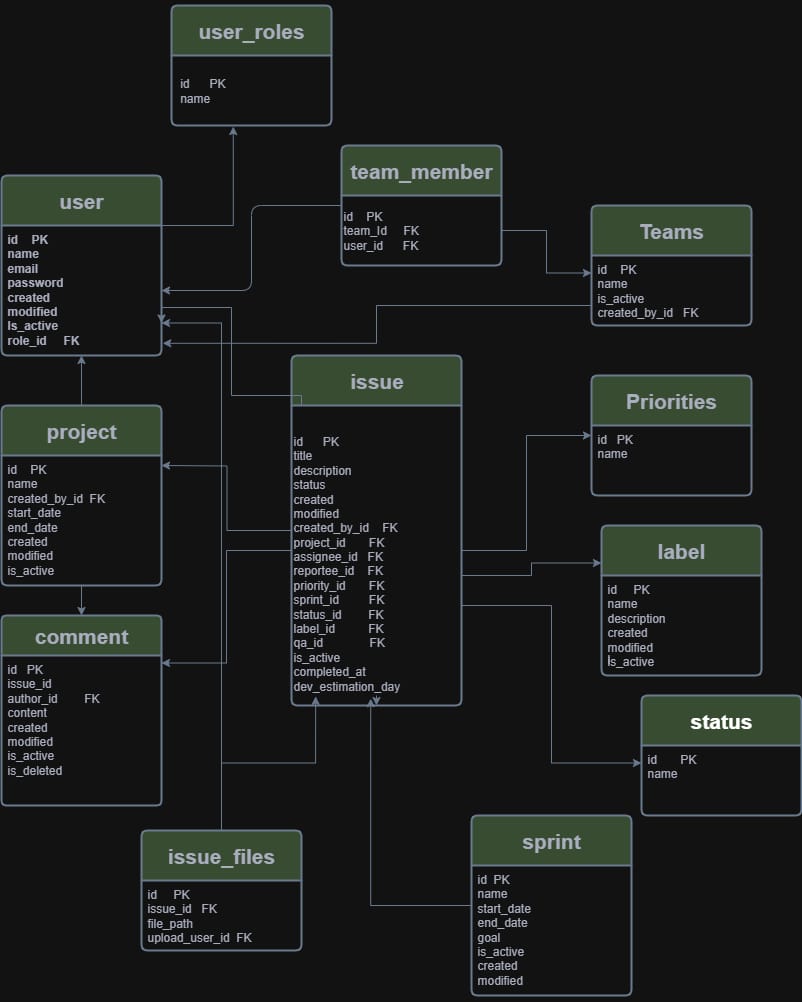 user_roles
id PK
name
team_member
id PK
team_Id FK
user_id FK
user
id PK
name
email
password
created
modified
Is_active
role_id FK
Teams
id PK
name
is_active
created_by_id FK
issue
id PK
title
description
status
created
modified
created_by_id FK
project_id FK
assignee_id FK
reportee_id FK
priority_id FK
sprint_id FK
status_id FK
label_id FK
qa_id FK
is_active
completed_at
dev_estimation_day
Priorities
id PK
name
project
id PK
name
created_by_id FK
start_date
end_date
created
modified
is_active
label
id PK
name
description
created
modified
Is_active
comment
id PK
issue_id
author_id FK
content
created
modified
is_active
is_deleted
status
id PK
name
issue_files
id PK
issue_id FK
file_path
upload_user_id FK
sprint
id PK
name
start_date
end_date
goal
is_active
created
modified